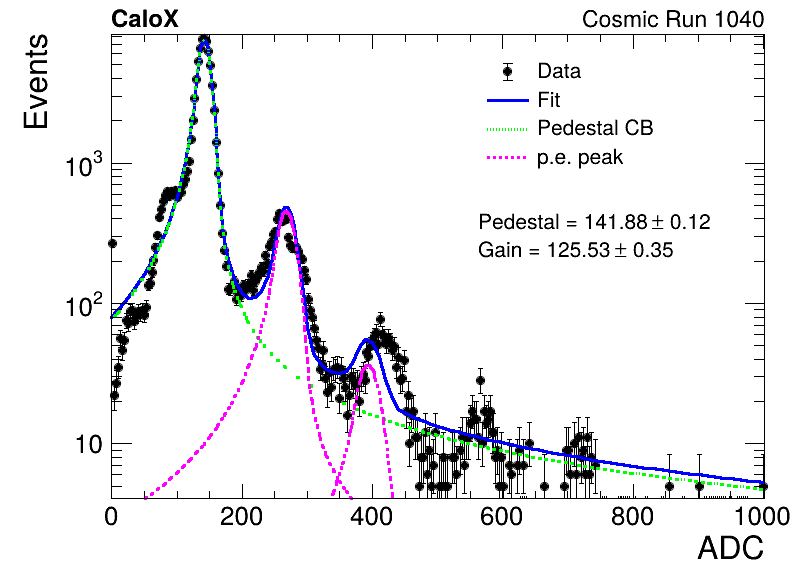 CaloX
Cosmic Run 1040
Events
Data
Fit
Pedestal CB
p.e. peak
Pedestal = 141.88 ± 0.12
Gain = 125.53 ± 0.35
10³
10²
10
0 200 400 600 800 1000
ADC